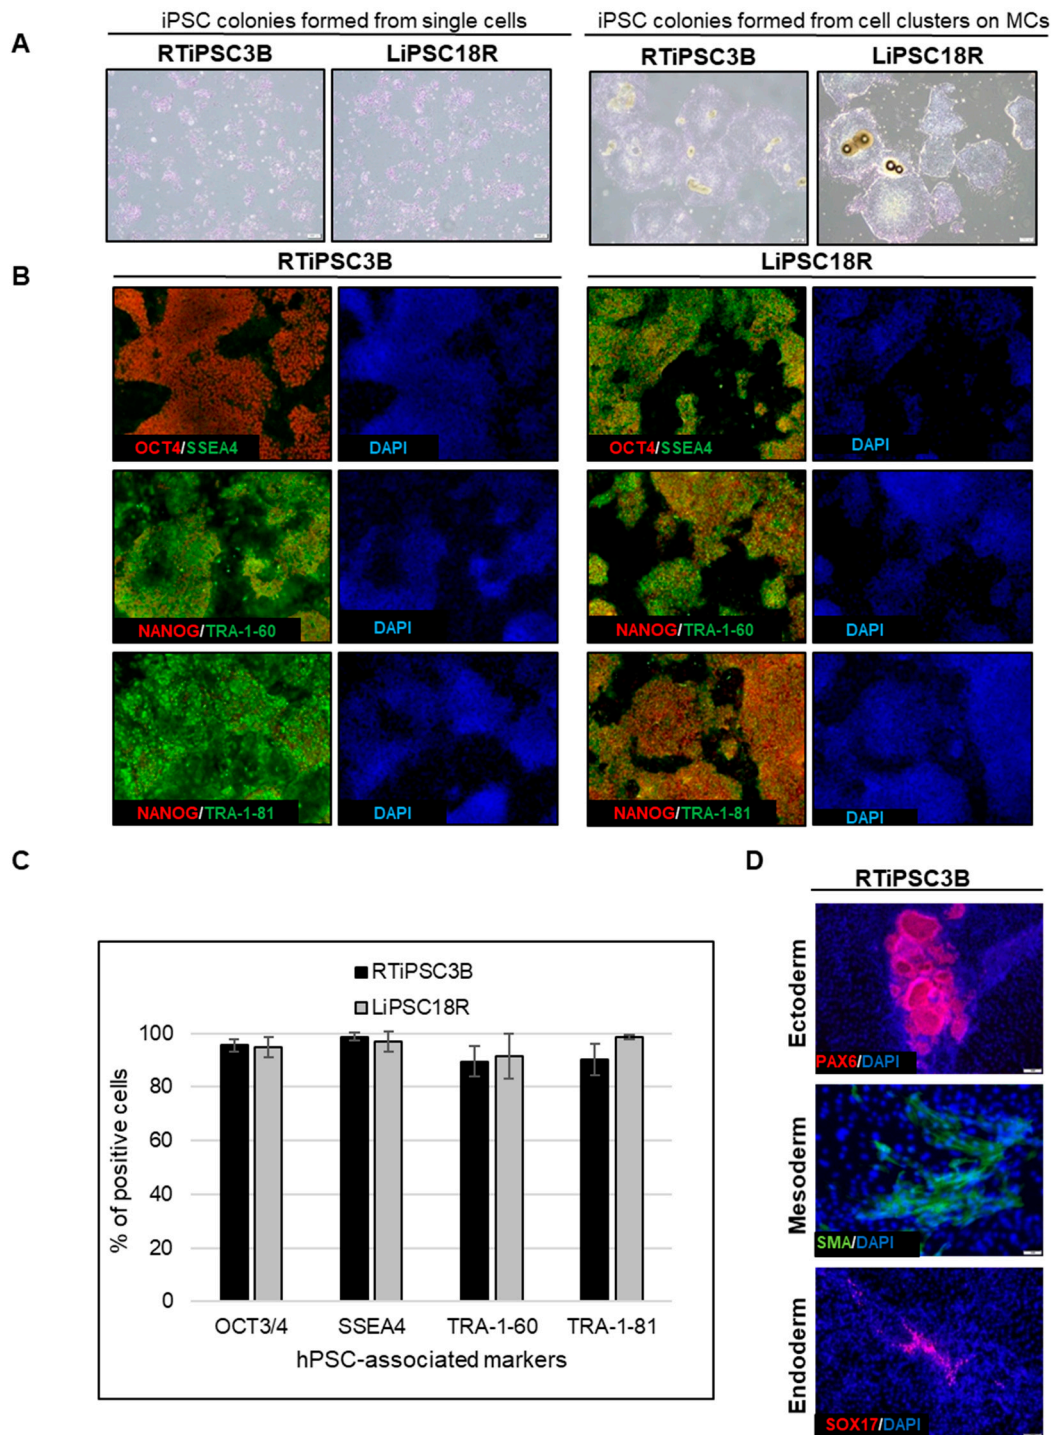 iPSC colonies formed from single cells
iPSC colonies formed from cell clusters on MCs
A
RTiPSC3B
LiPSC18R
RTiPSC3B
LiPSC18R
B
RTiPSC3B
LiPSC18R
OCT4/SSEA4
DAPI
OCT4/SSEA4
DAPI
NANOG/TRA-1-60
DAPI
NANOG/TRA-1-60
DAPI
NANOG/TRA-1-81
DAPI
NANOG/TRA-1-81
DAPI
C
RTiPSC3B
LiPSC18R
% of positive cells
100
80
60
40
20
0
OCT3/4
SSEA4
TRA-1-60
TRA-1-81
hPSC-associated markers
D
RTiPSC3B
Ectoderm
PAX6/DAPI
Mesoderm
SMA/DAPI
Endoderm
SOX17/DAPI